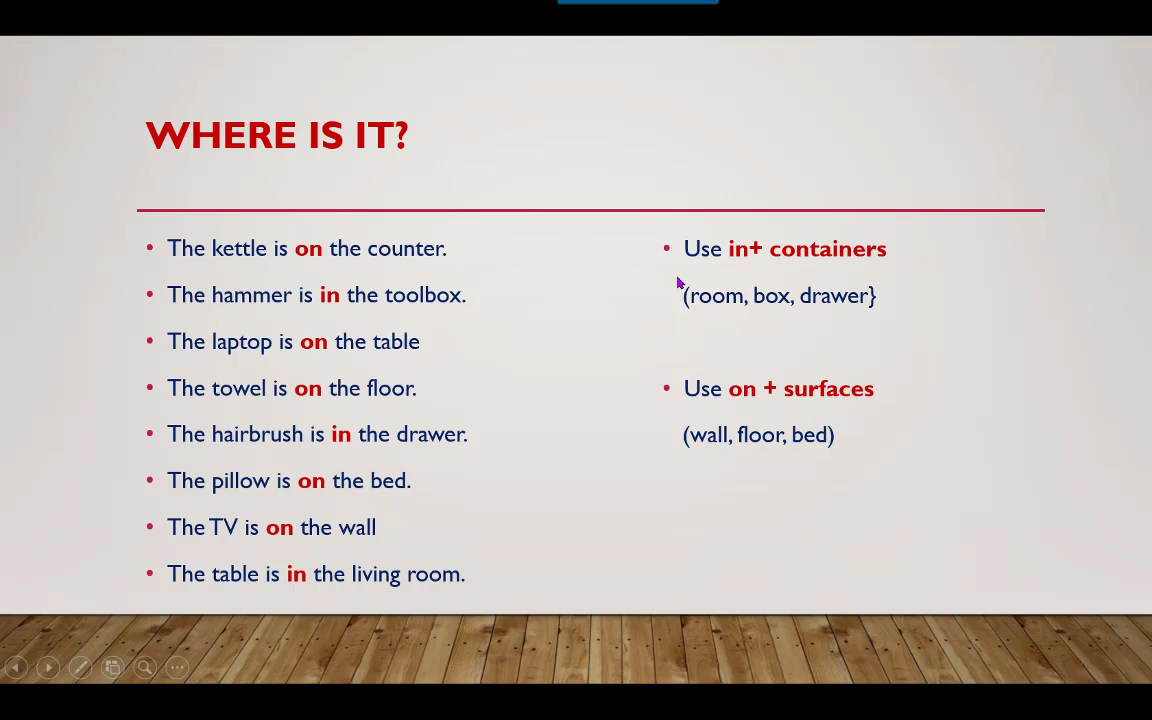 WHERE IS IT?
• The kettle is on the counter.
• The hammer is in the toolbox.
• The laptop is on the table
• The towel is on the floor.
• The hairbrush is in the drawer.
• The pillow is on the bed.
• The TV is on the wall
• The table is in the living room.
• Use in+ containers
(room, box, drawer}
• Use on + surfaces
(wall, floor, bed)